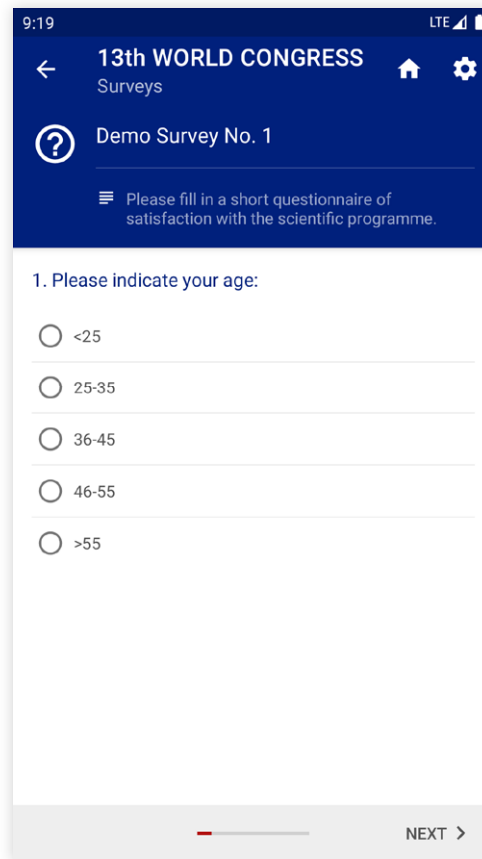 9:19 LTE
13th WORLD CONGRESS
Surveys
Demo Survey No. 1
Please fill in a short questionnaire of
satisfaction with the scientific programme.
1. Please indicate your age:
<25
25-35
36-45
46-55
>55
NEXT